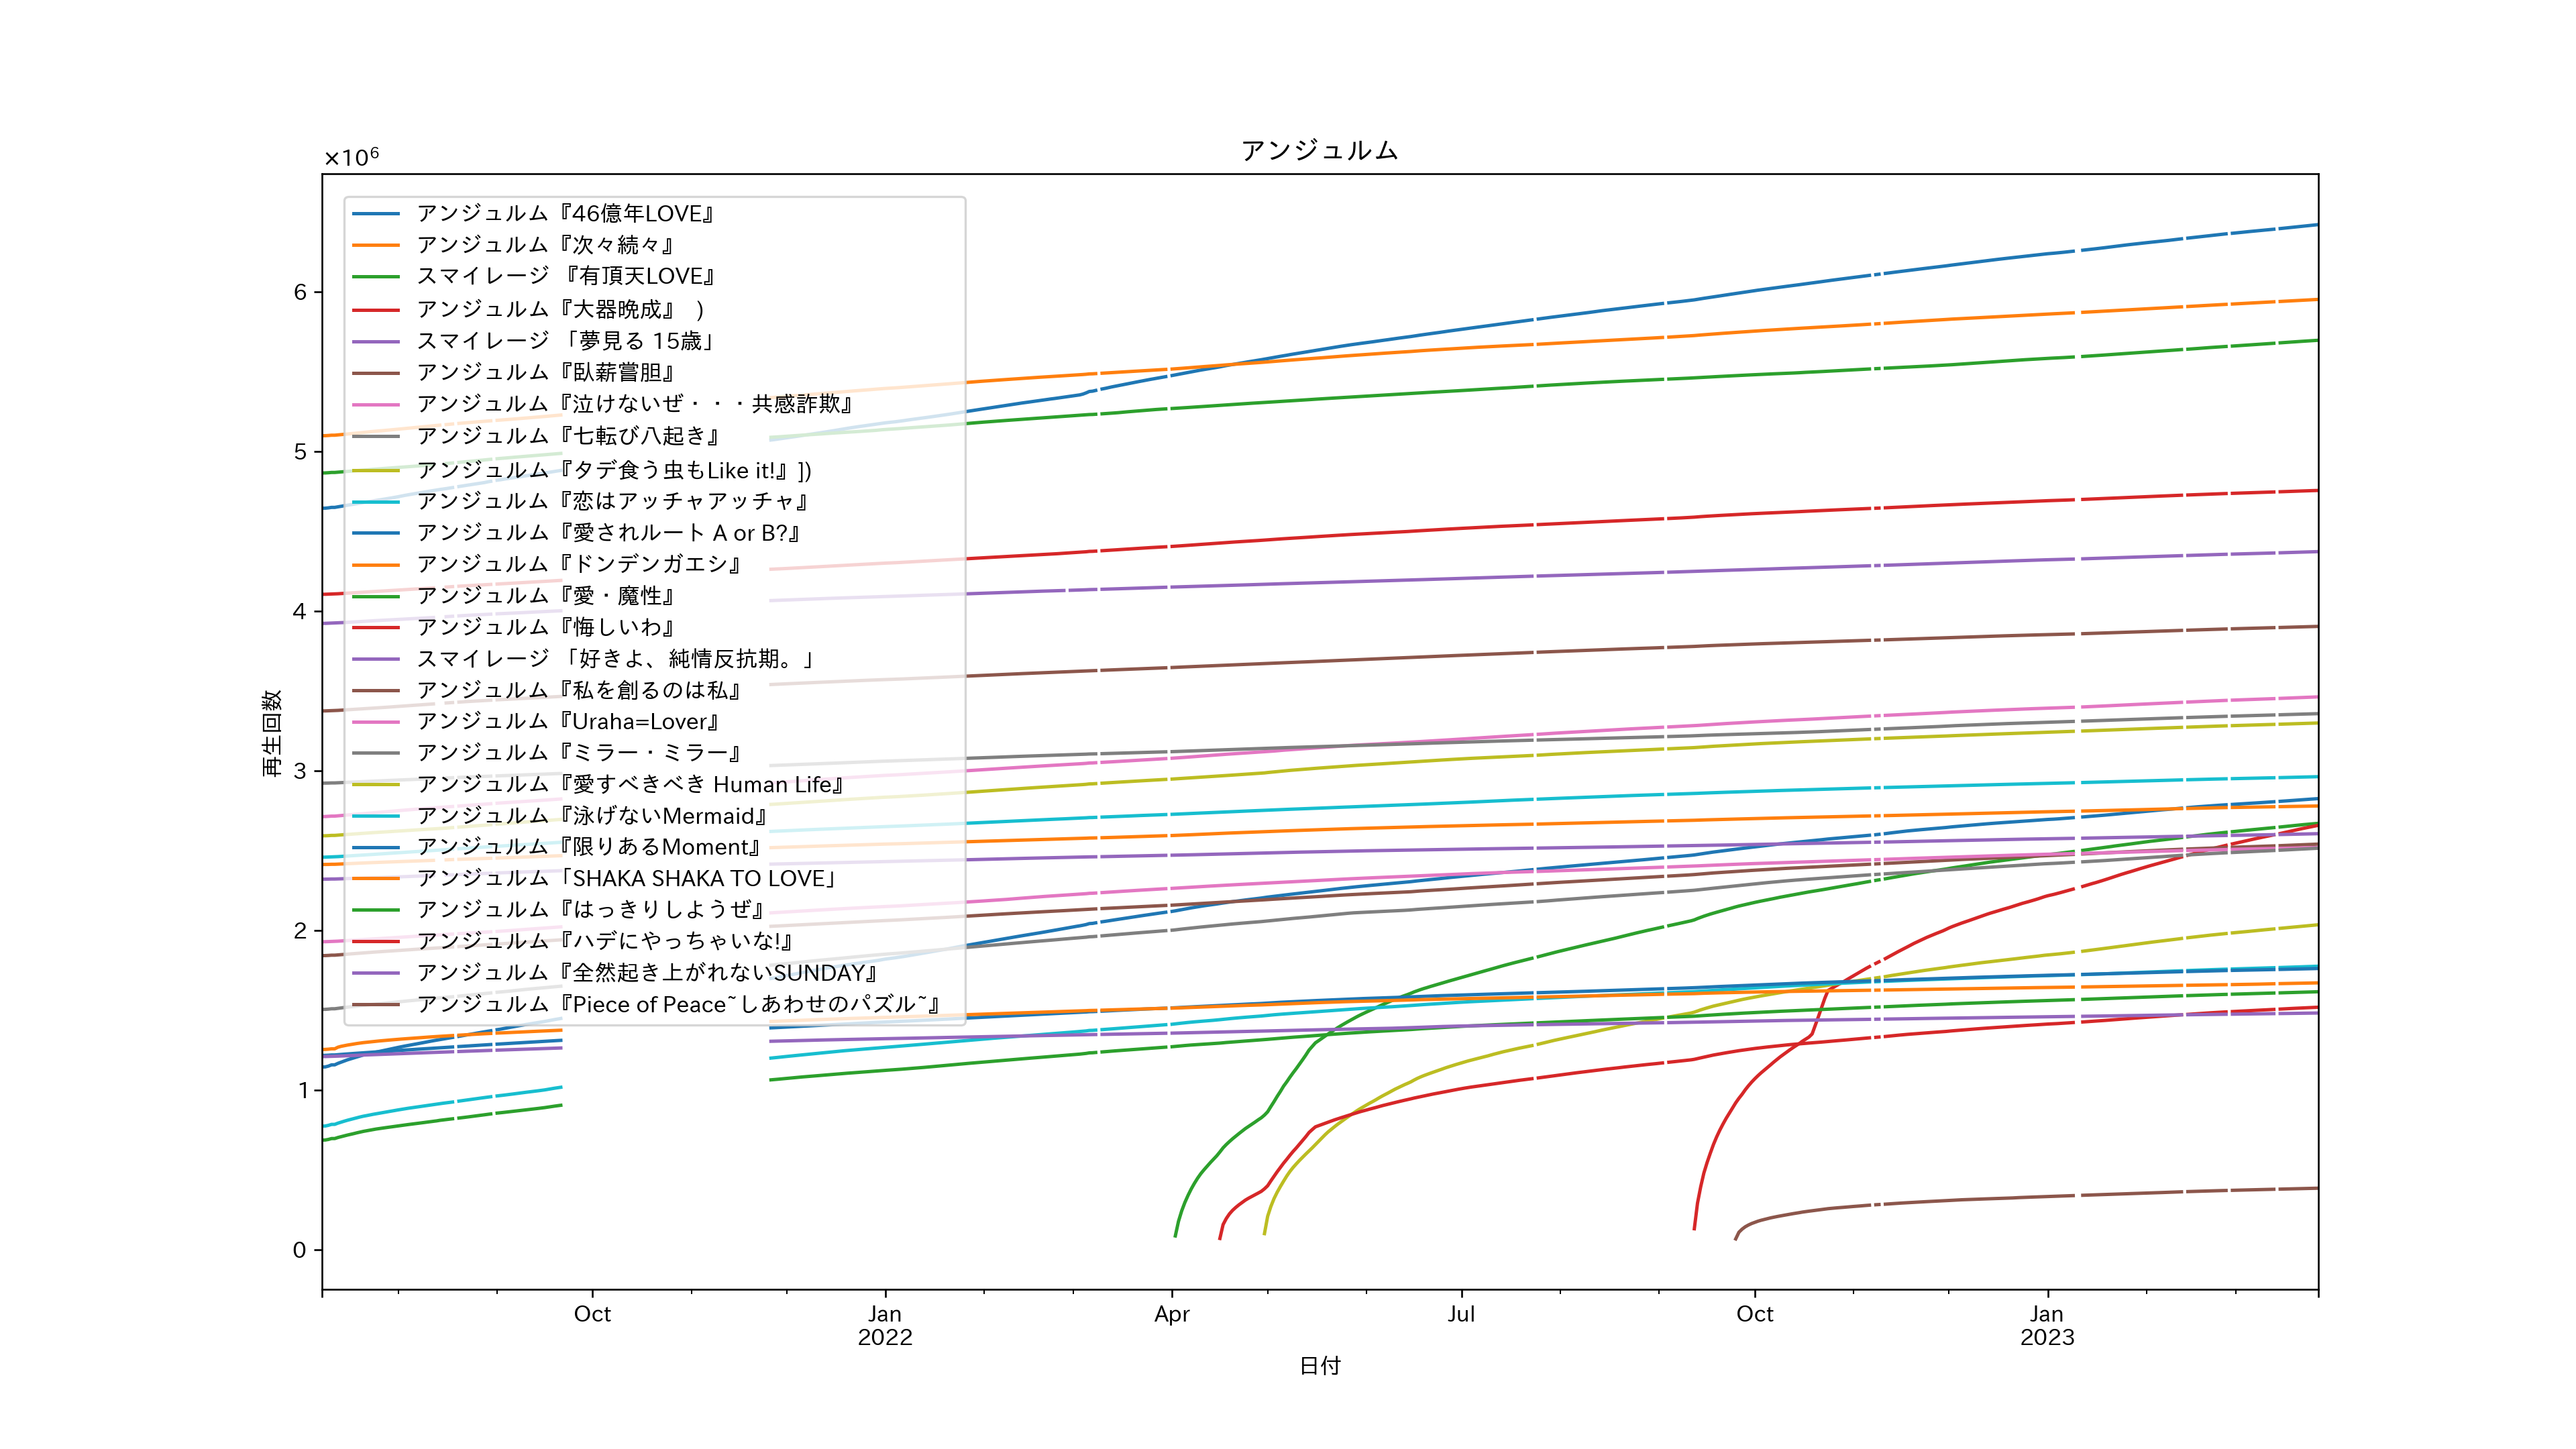 アンジュルム
×10⁶
アンジュルム『46億年LOVE』
アンジュルム『次々続々』
スマイレージ 『有頂天LOVE』
アンジュルム『大器晩成』 )
スマイレージ 「夢見る 15歳」
アンジュルム『臥薪嘗胆』
アンジュルム『泣けないぜ・・・共感詐欺』
アンジュルム『七転び八起き』
アンジュルム『タデ食う虫もLike it!』])
アンジュルム『恋はアッチャアッチャ』
アンジュルム『愛されルート A or B?』
アンジュルム『ドンデンガエシ』
アンジュルム『愛・魔性』
アンジュルム『悔しいわ』
スマイレージ 「好きよ、純情反抗期。」
アンジュルム『私を創るのは私』
アンジュルム『Uraha=Lover』
アンジュルム『ミラー・ミラー』
アンジュルム『愛すべきべき Human Life』
アンジュルム『泳げないMermaid』
アンジュルム『限りあるMoment』
アンジュルム「SHAKA SHAKA TO LOVE」
アンジュルム『はっきりしようぜ』
アンジュルム『ハデにやっちゃいな!』
アンジュルム『全然起き上がれないSUNDAY』
アンジュルム『Piece of Peace~しあわせのパズル~』
6
5
4
3
2
1
0
再生回数
Oct Jan Apr Jul Oct Jan
2022 2023
日付